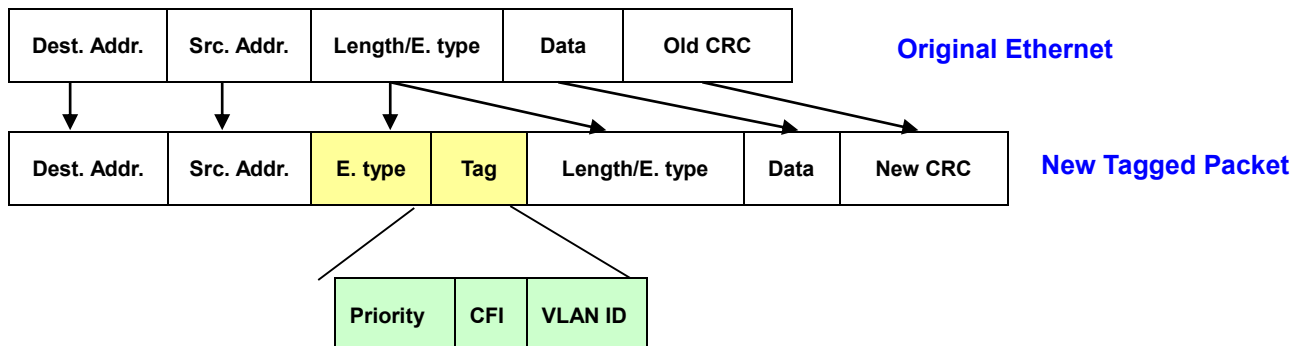 Dest. Addr. Src. Addr. Length/E. type Data Old CRC Original Ethernet
Dest. Addr. Src. Addr. E. type Tag Length/E. type Data New CRC New Tagged Packet
Priority CFI VLAN ID